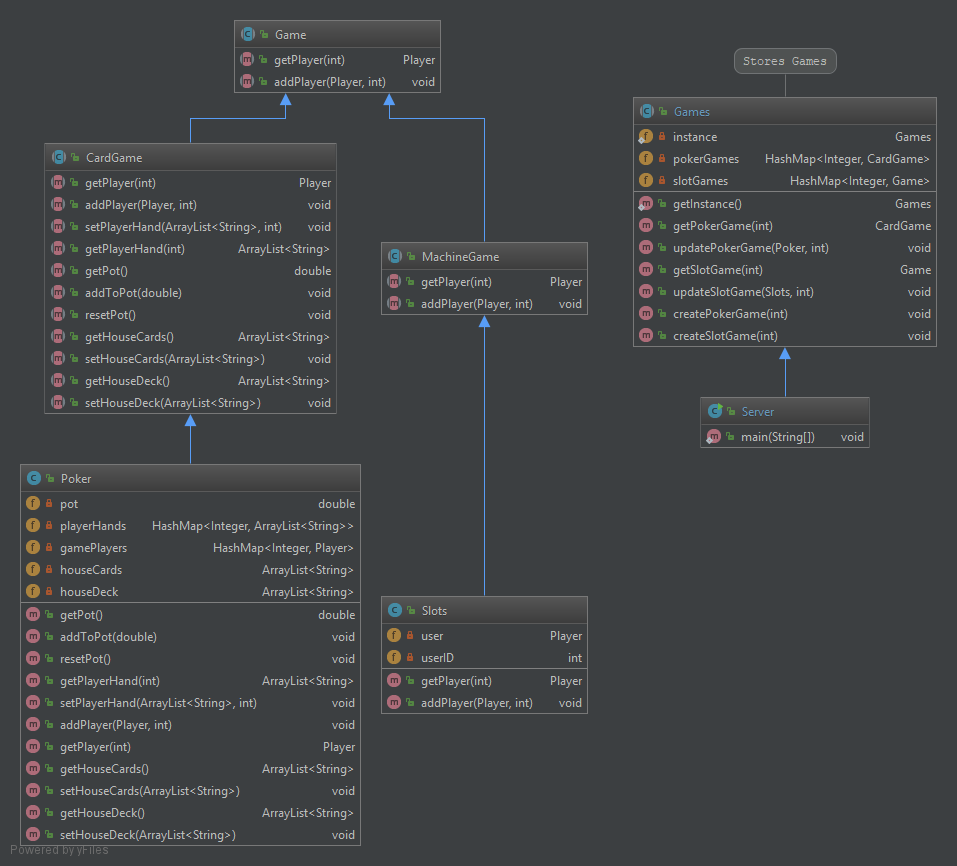 Game
getPlayer(int) Player
addPlayer(Player, int) void
Stores Games
Games
instance Games
pokerGames HashMap<Integer, CardGame>
slotGames HashMap<Integer, Game>
getInstance() Games
getPokerGame(int) CardGame
updatePokerGame(Poker, int) void
getSlotGame(int) Game
updateSlotGame(Slots, int) void
createPokerGame(int) void
createSlotGame(int) void
CardGame
getPlayer(int) Player
addPlayer(Player, int) void
setPlayerHand(ArrayList<String>, int) void
getPlayerHand(int) ArrayList<String>
getPot() double
addToPot(double) void
resetPot() void
getHouseCards() ArrayList<String>
setHouseCards(ArrayList<String>) void
getHouseDeck() ArrayList<String>
setHouseDeck(ArrayList<String>) void
MachineGame
getPlayer(int) Player
addPlayer(Player, int) void
Server
main(String[]) void
Poker
pot double
playerHands HashMap<Integer, ArrayList<String>>
gamePlayers HashMap<Integer, Player>
houseCards ArrayList<String>
houseDeck ArrayList<String>
getPot() double
addToPot(double) void
resetPot() void
getPlayerHand(int) ArrayList<String>
setPlayerHand(ArrayList<String>, int) void
addPlayer(Player, int) void
getPlayer(int) Player
getHouseCards() ArrayList<String>
setHouseCards(ArrayList<String>) void
getHouseDeck() ArrayList<String>
setHouseDeck(ArrayList<String>) void
Slots
user Player
userID int
getPlayer(int) Player
addPlayer(Player, int) void
Powered by yFiles